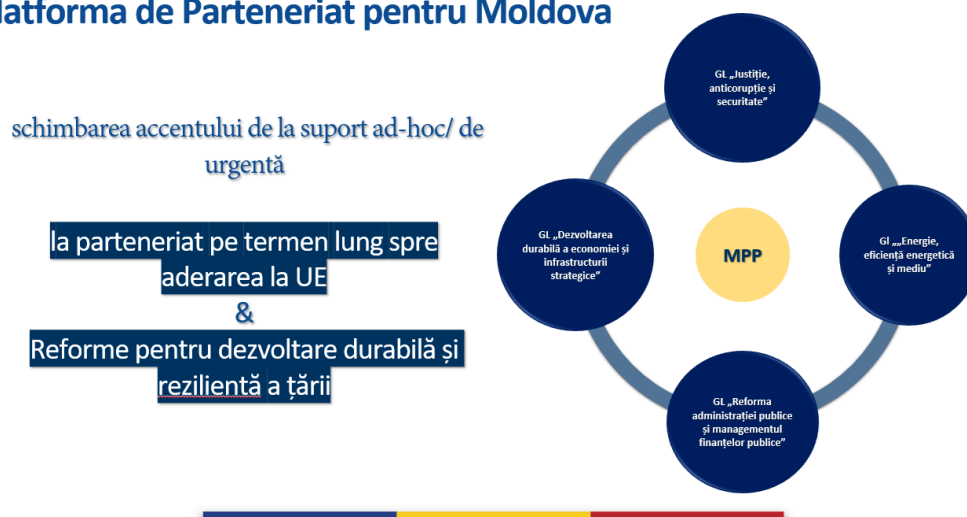 latforma de Parteneriat pentru Moldova
schimbarea accentului de la suport ad-hoc/ de
urgentă
la parteneriat pe termen lung spre
aderarea la UE
&
Reforme pentru dezvoltare durabilă și
rezilientă a țării
GL „Justiție,
anticorupție și
securitate”
GL „Dezvoltarea
durabilă a economiei și
infrastructurii
strategice”
MPP
Gl „„Energie,
eficiență energetică
și mediu”
GL „Reforma
administrației publice
și managementul
finanțelor publice”